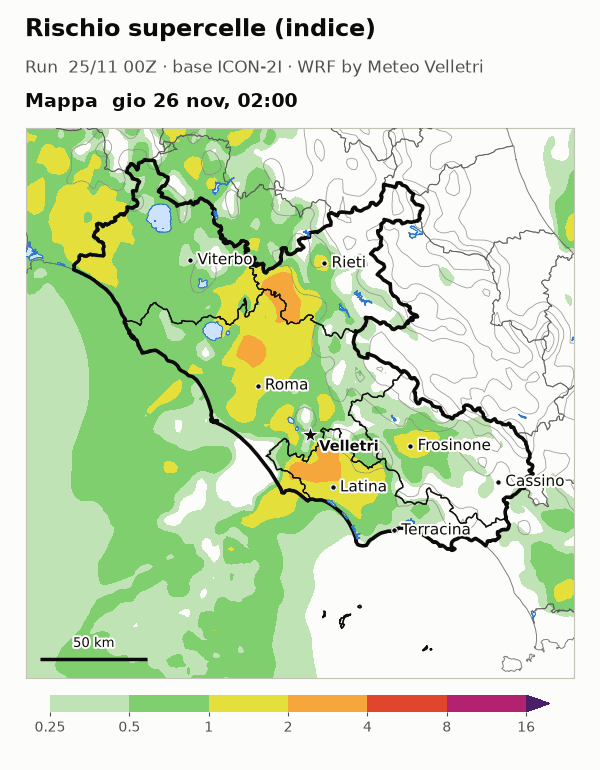 Rischio supercelle (indice)
Run  25/11 00Z · base ICON-2I · WRF by Meteo Velletri
Mappa  gio 26 nov, 02:00
Viterbo
Rieti
Roma
Velletri
Frosinone
Cassino
Latina
Terracina
50 km
0.25 0.5 1 2 4 8 16